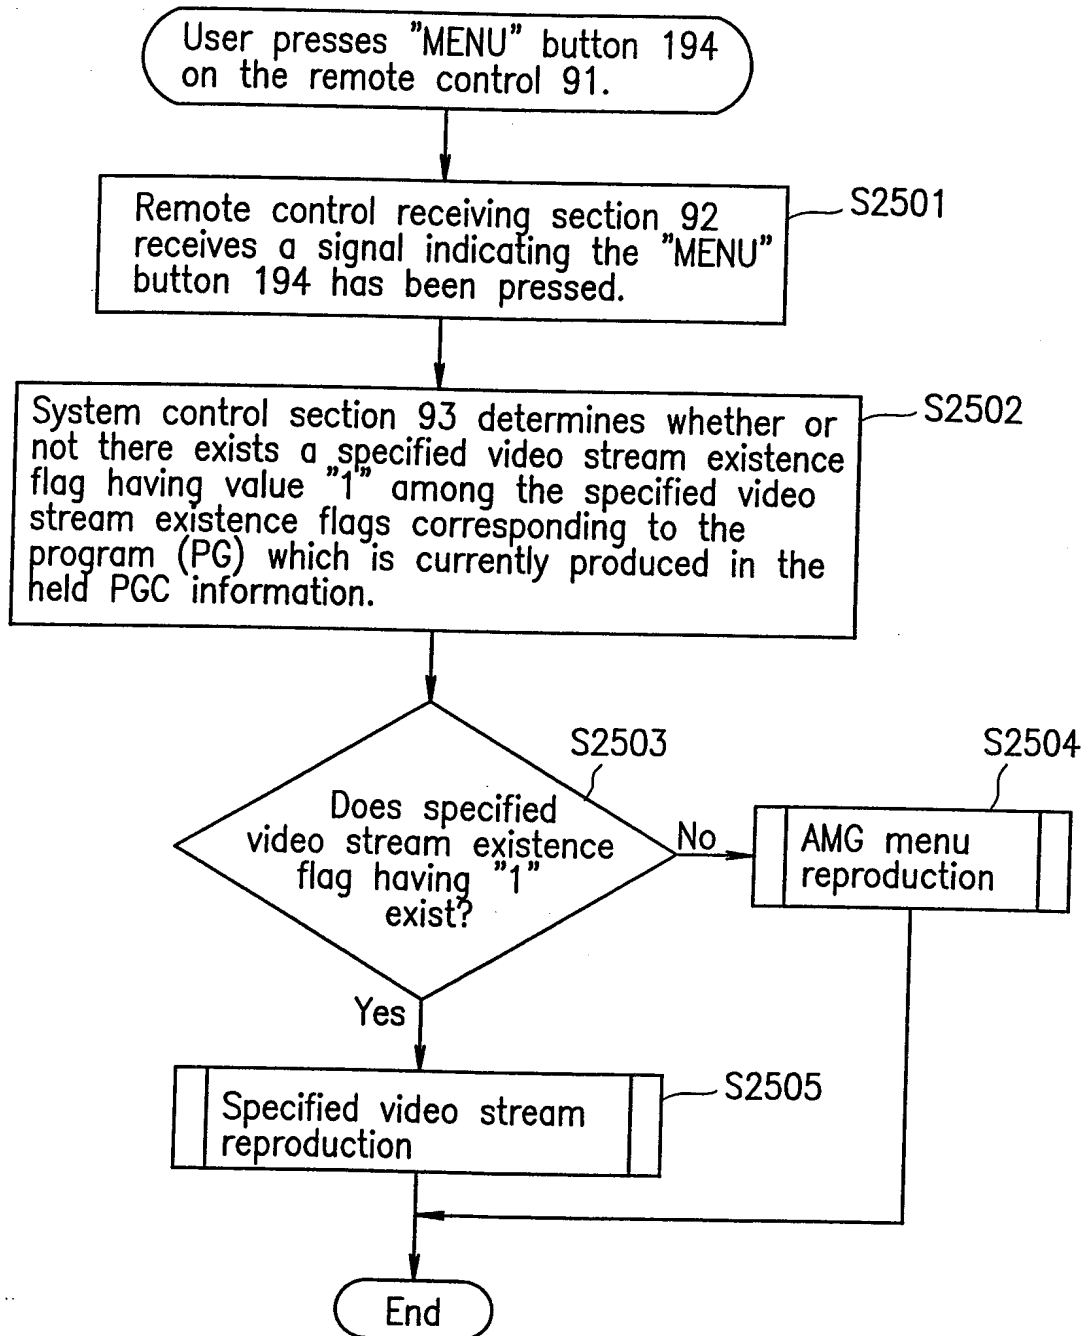 User presses "MENU" button 194
on the remote control 91.
Remote control receiving section 92
receives a signal indicating the "MENU"
button 194 has been pressed.
S2501
System control section 93 determines whether or
not there exists a specified video stream existence
flag having value "1" among the specified video
stream existence flags corresponding to the
program (PG) which is currently produced in the
held PGC information.
S2502
S2503
Does specified
video stream existence
flag having "1"
exist?
No
S2504
AMG menu
reproduction
Yes
S2505
Specified video stream
reproduction
End